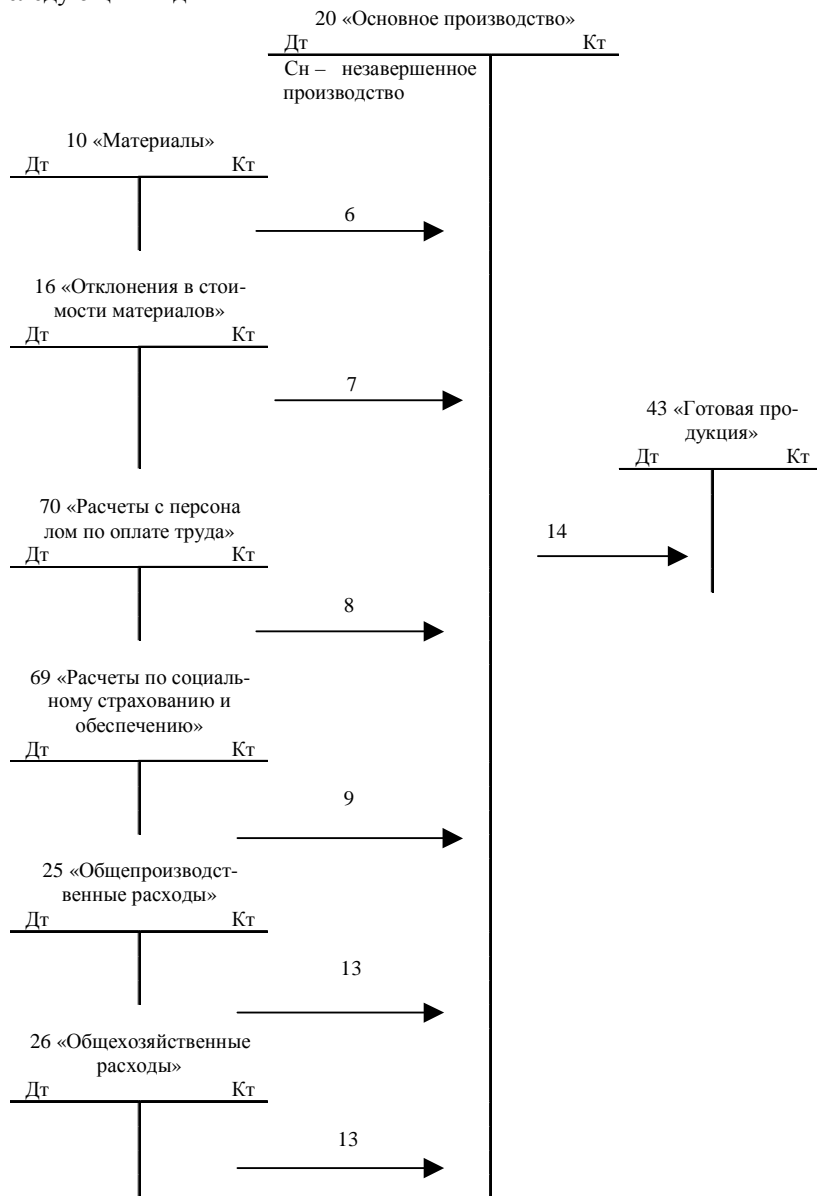 20 «Основное производство»
Дт Кт
Сн – незавершенное
производство
10 «Материалы»
Дт Кт
6
16 «Отклонения в стои-
мости материалов»
Дт Кт
7
43 «Готовая про-
дукция»
Дт Кт
70 «Расчеты с персона
лом по оплате труда»
14
Дт Кт
8
69 «Расчеты по социаль-
ному страхованию и
обеспечению»
Дт Кт
9
25 «Общепроизводст-
венные расходы»
Дт Кт
13
26 «Общехозяйственные
расходы»
Дт Кт
13